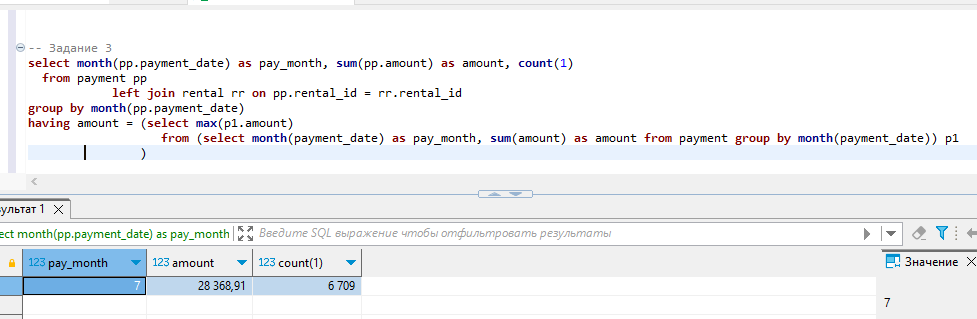 -- Задание 3
select month(pp.payment_date) as pay_month, sum(pp.amount) as amount, count(1)
from payment pp
left join rental rr on pp.rental_id = rr.rental_id
group by month(pp.payment_date)
having amount = (select max(p1.amount)
from (select month(payment_date) as pay_month, sum(amount) as amount from payment group by month(payment_date)) p1
)
зультат 1
ect month(pp.payment_date) as pay_month Введите SQL выражение чтобы отфильтровать результаты
123 pay_month 123 amount 123 count(1) Значение
7 28 368,91 6 709
7